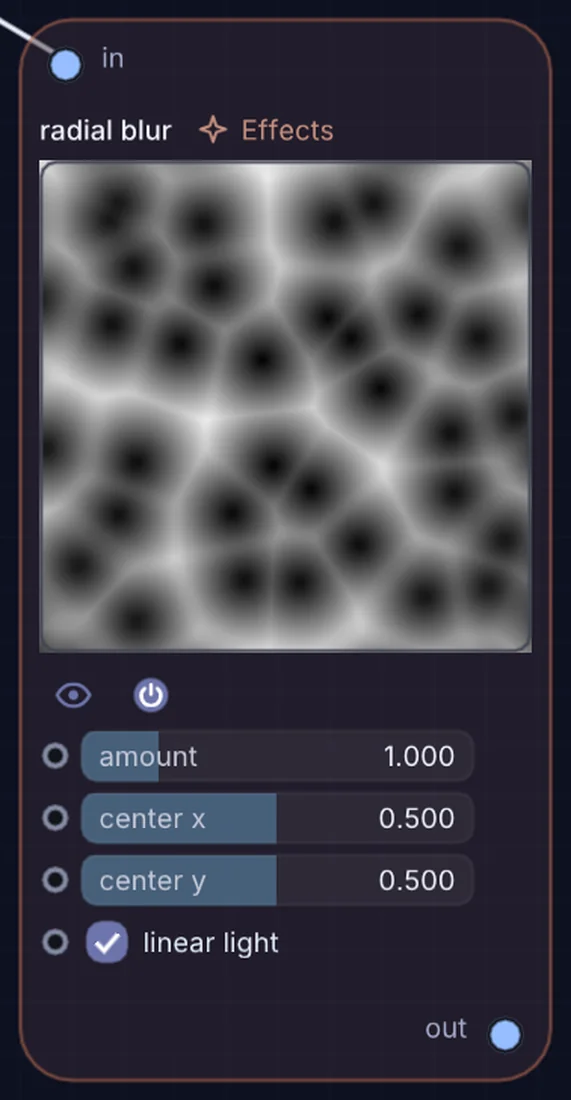 in
radial blur Effects
amount 1.000
center x 0.500
center y 0.500
linear light
out